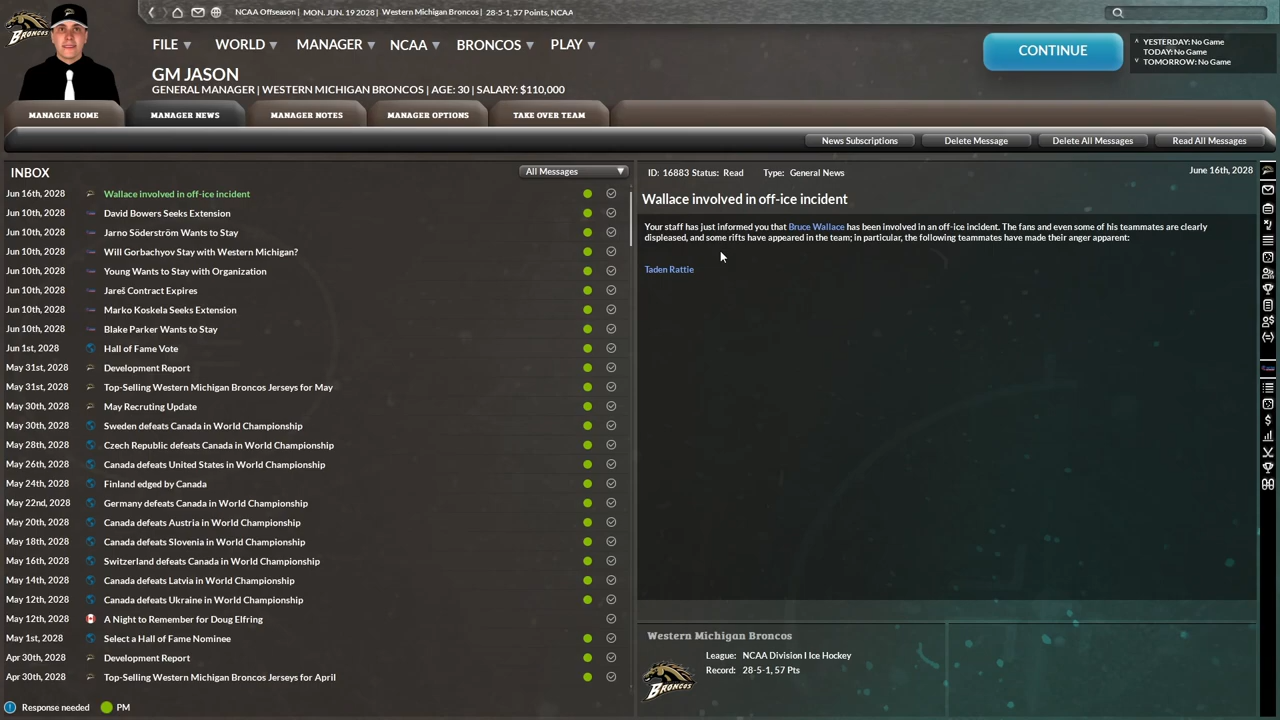 BRONCOS
NCAA Offseason | MON. JUN. 19 2028 | Western Michigan Broncos | 28-5-1, 57 Points, NCAA
FILE WORLD MANAGER NCAA BRONCOS PLAY
CONTINUE
YESTERDAY: No Game
TODAY: No Game
TOMORROW: No Game
GM JASON
GENERAL MANAGER | WESTERN MICHIGAN BRONCOS | AGE: 30 | SALARY: $110,000
MANAGER HOME MANAGER NEWS MANAGER NOTES MANAGER OPTIONS TAKE OVER TEAM
News Subscriptions Delete Message Delete All Messages Read All Messages
INBOX All Messages
Jun 16th, 2028 Wallace involved in off-ice incident
Jun 10th, 2028 David Bowers Seeks Extension
Jun 10th, 2028 Jarno Söderström Wants to Stay
Jun 10th, 2028 Will Gorbachyov Stay with Western Michigan?
Jun 10th, 2028 Young Wants to Stay with Organization
Jun 10th, 2028 Jareš Contract Expires
Jun 10th, 2028 Marko Koskela Seeks Extension
Jun 10th, 2028 Blake Parker Wants to Stay
Jun 1st, 2028 Hall of Fame Vote
May 31st, 2028 Development Report
May 31st, 2028 Top-Selling Western Michigan Broncos Jerseys for May
May 30th, 2028 May Recruting Update
May 30th, 2028 Sweden defeats Canada in World Championship
May 28th, 2028 Czech Republic defeats Canada in World Championship
May 26th, 2028 Canada defeats United States in World Championship
May 24th, 2028 Finland edged by Canada
May 22nd, 2028 Germany defeats Canada in World Championship
May 20th, 2028 Canada defeats Austria in World Championship
May 18th, 2028 Canada defeats Slovenia in World Championship
May 16th, 2028 Switzerland defeats Canada in World Championship
May 14th, 2028 Canada defeats Latvia in World Championship
May 12th, 2028 Canada defeats Ukraine in World Championship
May 12th, 2028 A Night to Remember for Doug Elfring
May 1st, 2028 Select a Hall of Fame Nominee
Apr 30th, 2028 Development Report
Apr 30th, 2028 Top-Selling Western Michigan Broncos Jerseys for April
Response needed PM
ID: 16883 Status: Read Type: General News June 16th, 2028
Wallace involved in off-ice incident
Your staff has just informed you that Bruce Wallace has been involved in an off-ice incident. The fans and even some of his teammates are clearly
displeased, and some rifts have appeared in the team; in particular, the following teammates have made their anger apparent:
Taden Rattie
Western Michigan Broncos
League: NCAA Division I Ice Hockey
Record: 28-5-1, 57 Pts
BRONCOS